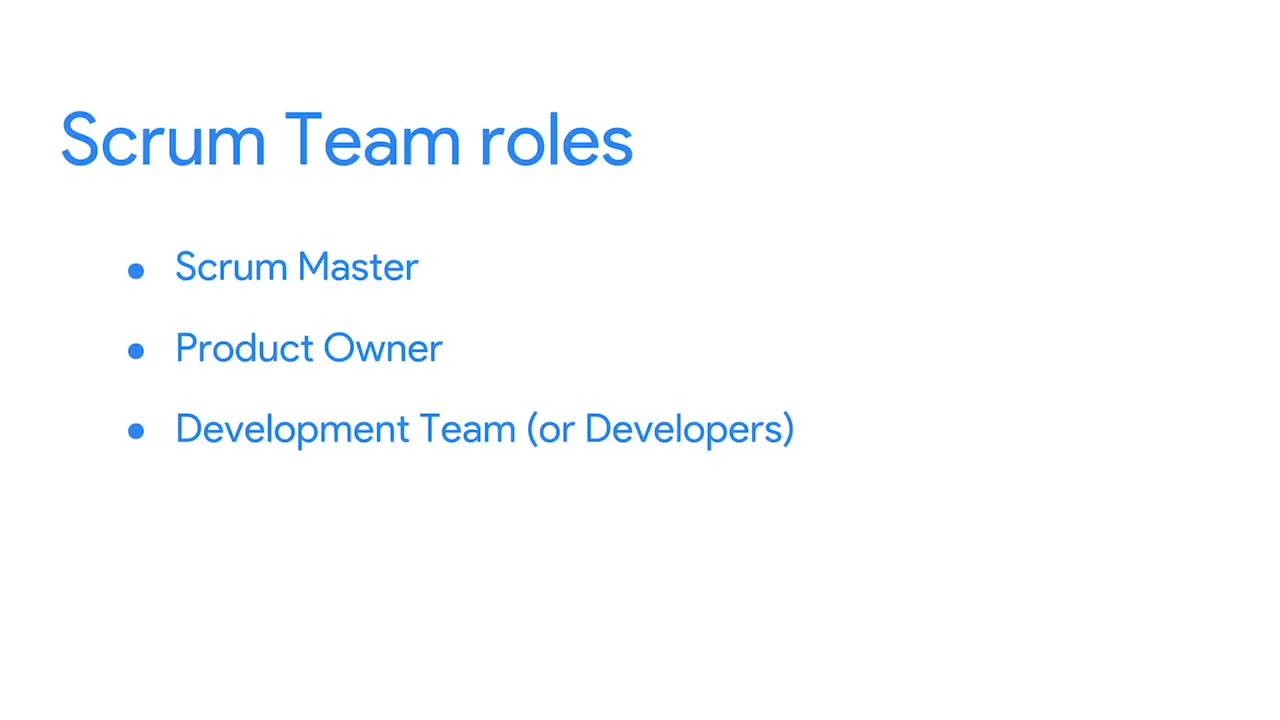 Scrum Team roles
● Scrum Master
● Product Owner
● Development Team (or Developers)